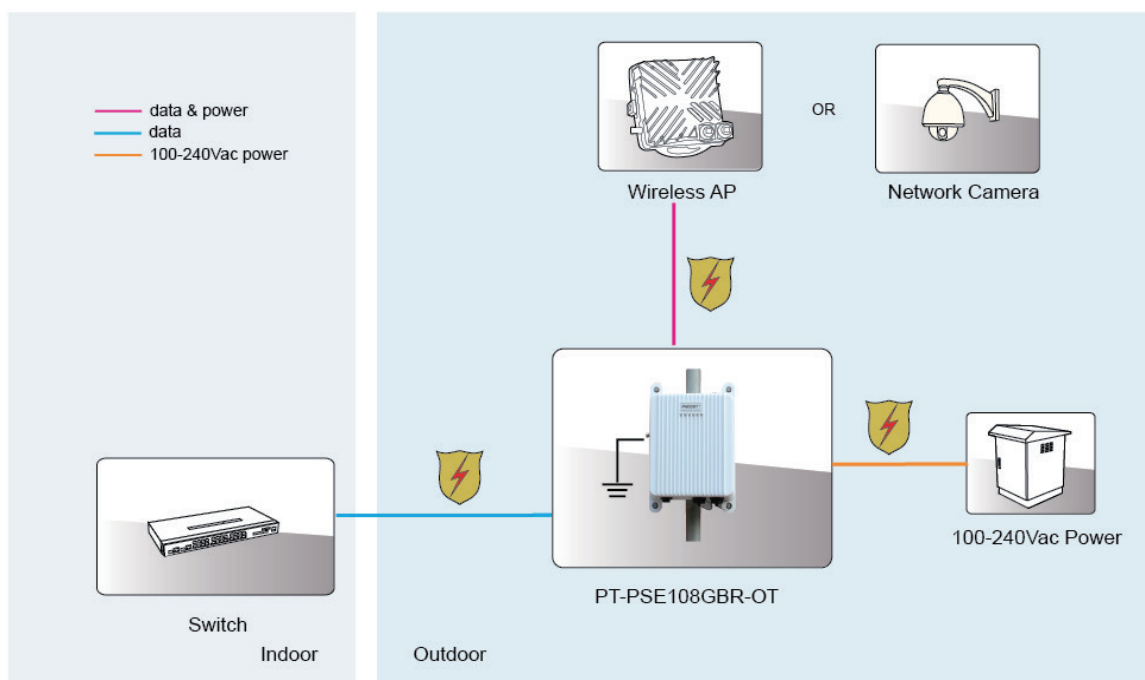 data & power
data
100-240Vac power
OR
Wireless AP
Network Camera
100-240Vac Power
PT-PSE108GBR-OT
Switch
Indoor
Outdoor